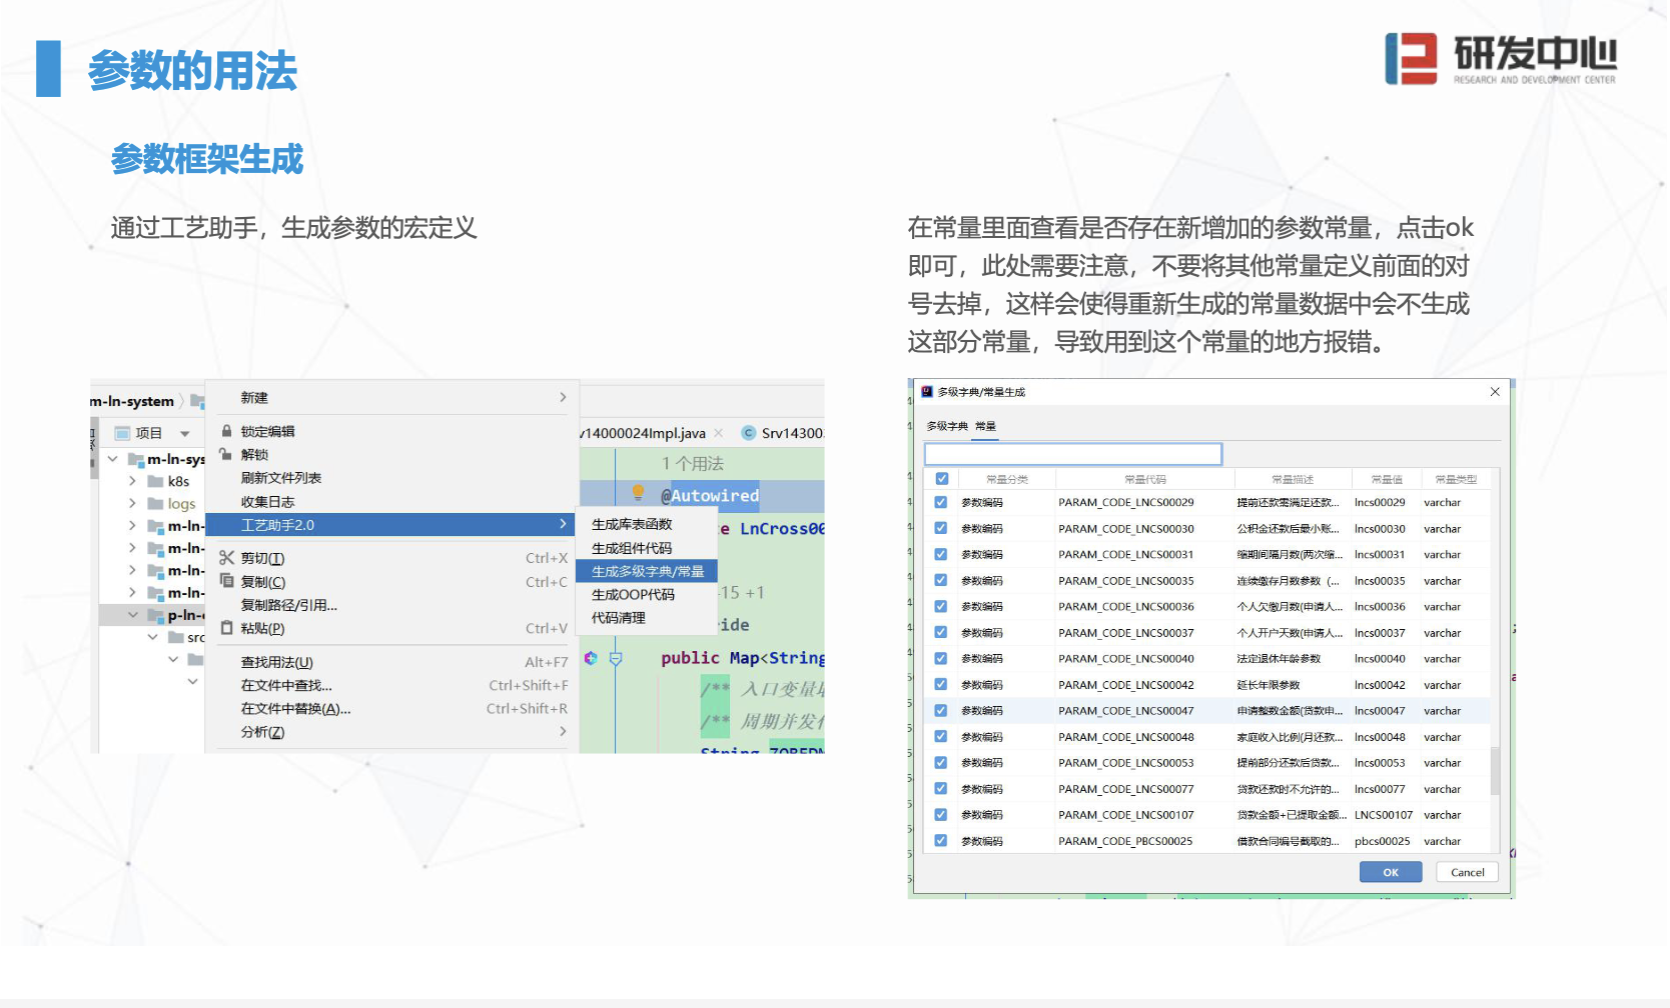 参数的用法
研发中心
RESEARCH AND DEVELOPMENT CENTER
参数框架生成
通过工艺助手，生成参数的宏定义
在常量里面查看是否存在新增加的参数常量，点击ok
即可，此处需要注意，不要将其他常量定义前面的对
号去掉，这样会使得重新生成的常量数据中会不生成
这部分常量，导致用到这个常量的地方报错。
m-ln-system
项目
m-ln-sys
k8s
logs
m-ln-
m-ln-
m-ln-
m-ln-
p-ln-
src
新建
锁定编辑
解锁
刷新文件列表
收集日志
工艺助手2.0
剪切(T) Ctrl+X
复制(C) Ctrl+C
复制路径/引用...
粘贴(P) Ctrl+V
查找用法(U) Alt+F7
在文件中查找... Ctrl+Shift+F
在文件中替换(A)... Ctrl+Shift+R
分析(Z)
生成库表函数
生成组件代码
生成多级字典/常量
生成OOP代码
代码清理
v14000024Impl.java Srv14300
1 个用法
@Autowired
e LnCross00
15 +1
ide
public Map<String
/** 入口变量
/** 周期并发
String
多级字典/常量生成
多级字典 常量
常量分类 常量代码 常量描述 常量值 常量类型
参数编码 PARAM_CODE_LNCS00029 提前还款需满足还款... lncs00029 varchar
参数编码 PARAM_CODE_LNCS00030 公积金还款后最小账... lncs00030 varchar
参数编码 PARAM_CODE_LNCS00031 缩期间隔月数(两次缩... lncs00031 varchar
参数编码 PARAM_CODE_LNCS00035 连续缴存月数参数（... lncs00035 varchar
参数编码 PARAM_CODE_LNCS00036 个人欠缴月数(申请人... lncs00036 varchar
参数编码 PARAM_CODE_LNCS00037 个人开户天数(申请人... lncs00037 varchar
参数编码 PARAM_CODE_LNCS00040 法定退休年龄参数 lncs00040 varchar
参数编码 PARAM_CODE_LNCS00042 延长年限参数 lncs00042 varchar
参数编码 PARAM_CODE_LNCS00047 申请整数金额(贷款申... lncs00047 varchar
参数编码 PARAM_CODE_LNCS00048 家庭收入比例(月还款... lncs00048 varchar
参数编码 PARAM_CODE_LNCS00053 提前部分还款后贷款... lncs00053 varchar
参数编码 PARAM_CODE_LNCS00077 贷款还款时不允许的... lncs00077 varchar
参数编码 PARAM_CODE_LNCS00107 贷款金额+已提取金额... LNCS00107 varchar
参数编码 PARAM_CODE_PBCS00025 借款合同编号截取的... pbcs00025 varchar
OK Cancel